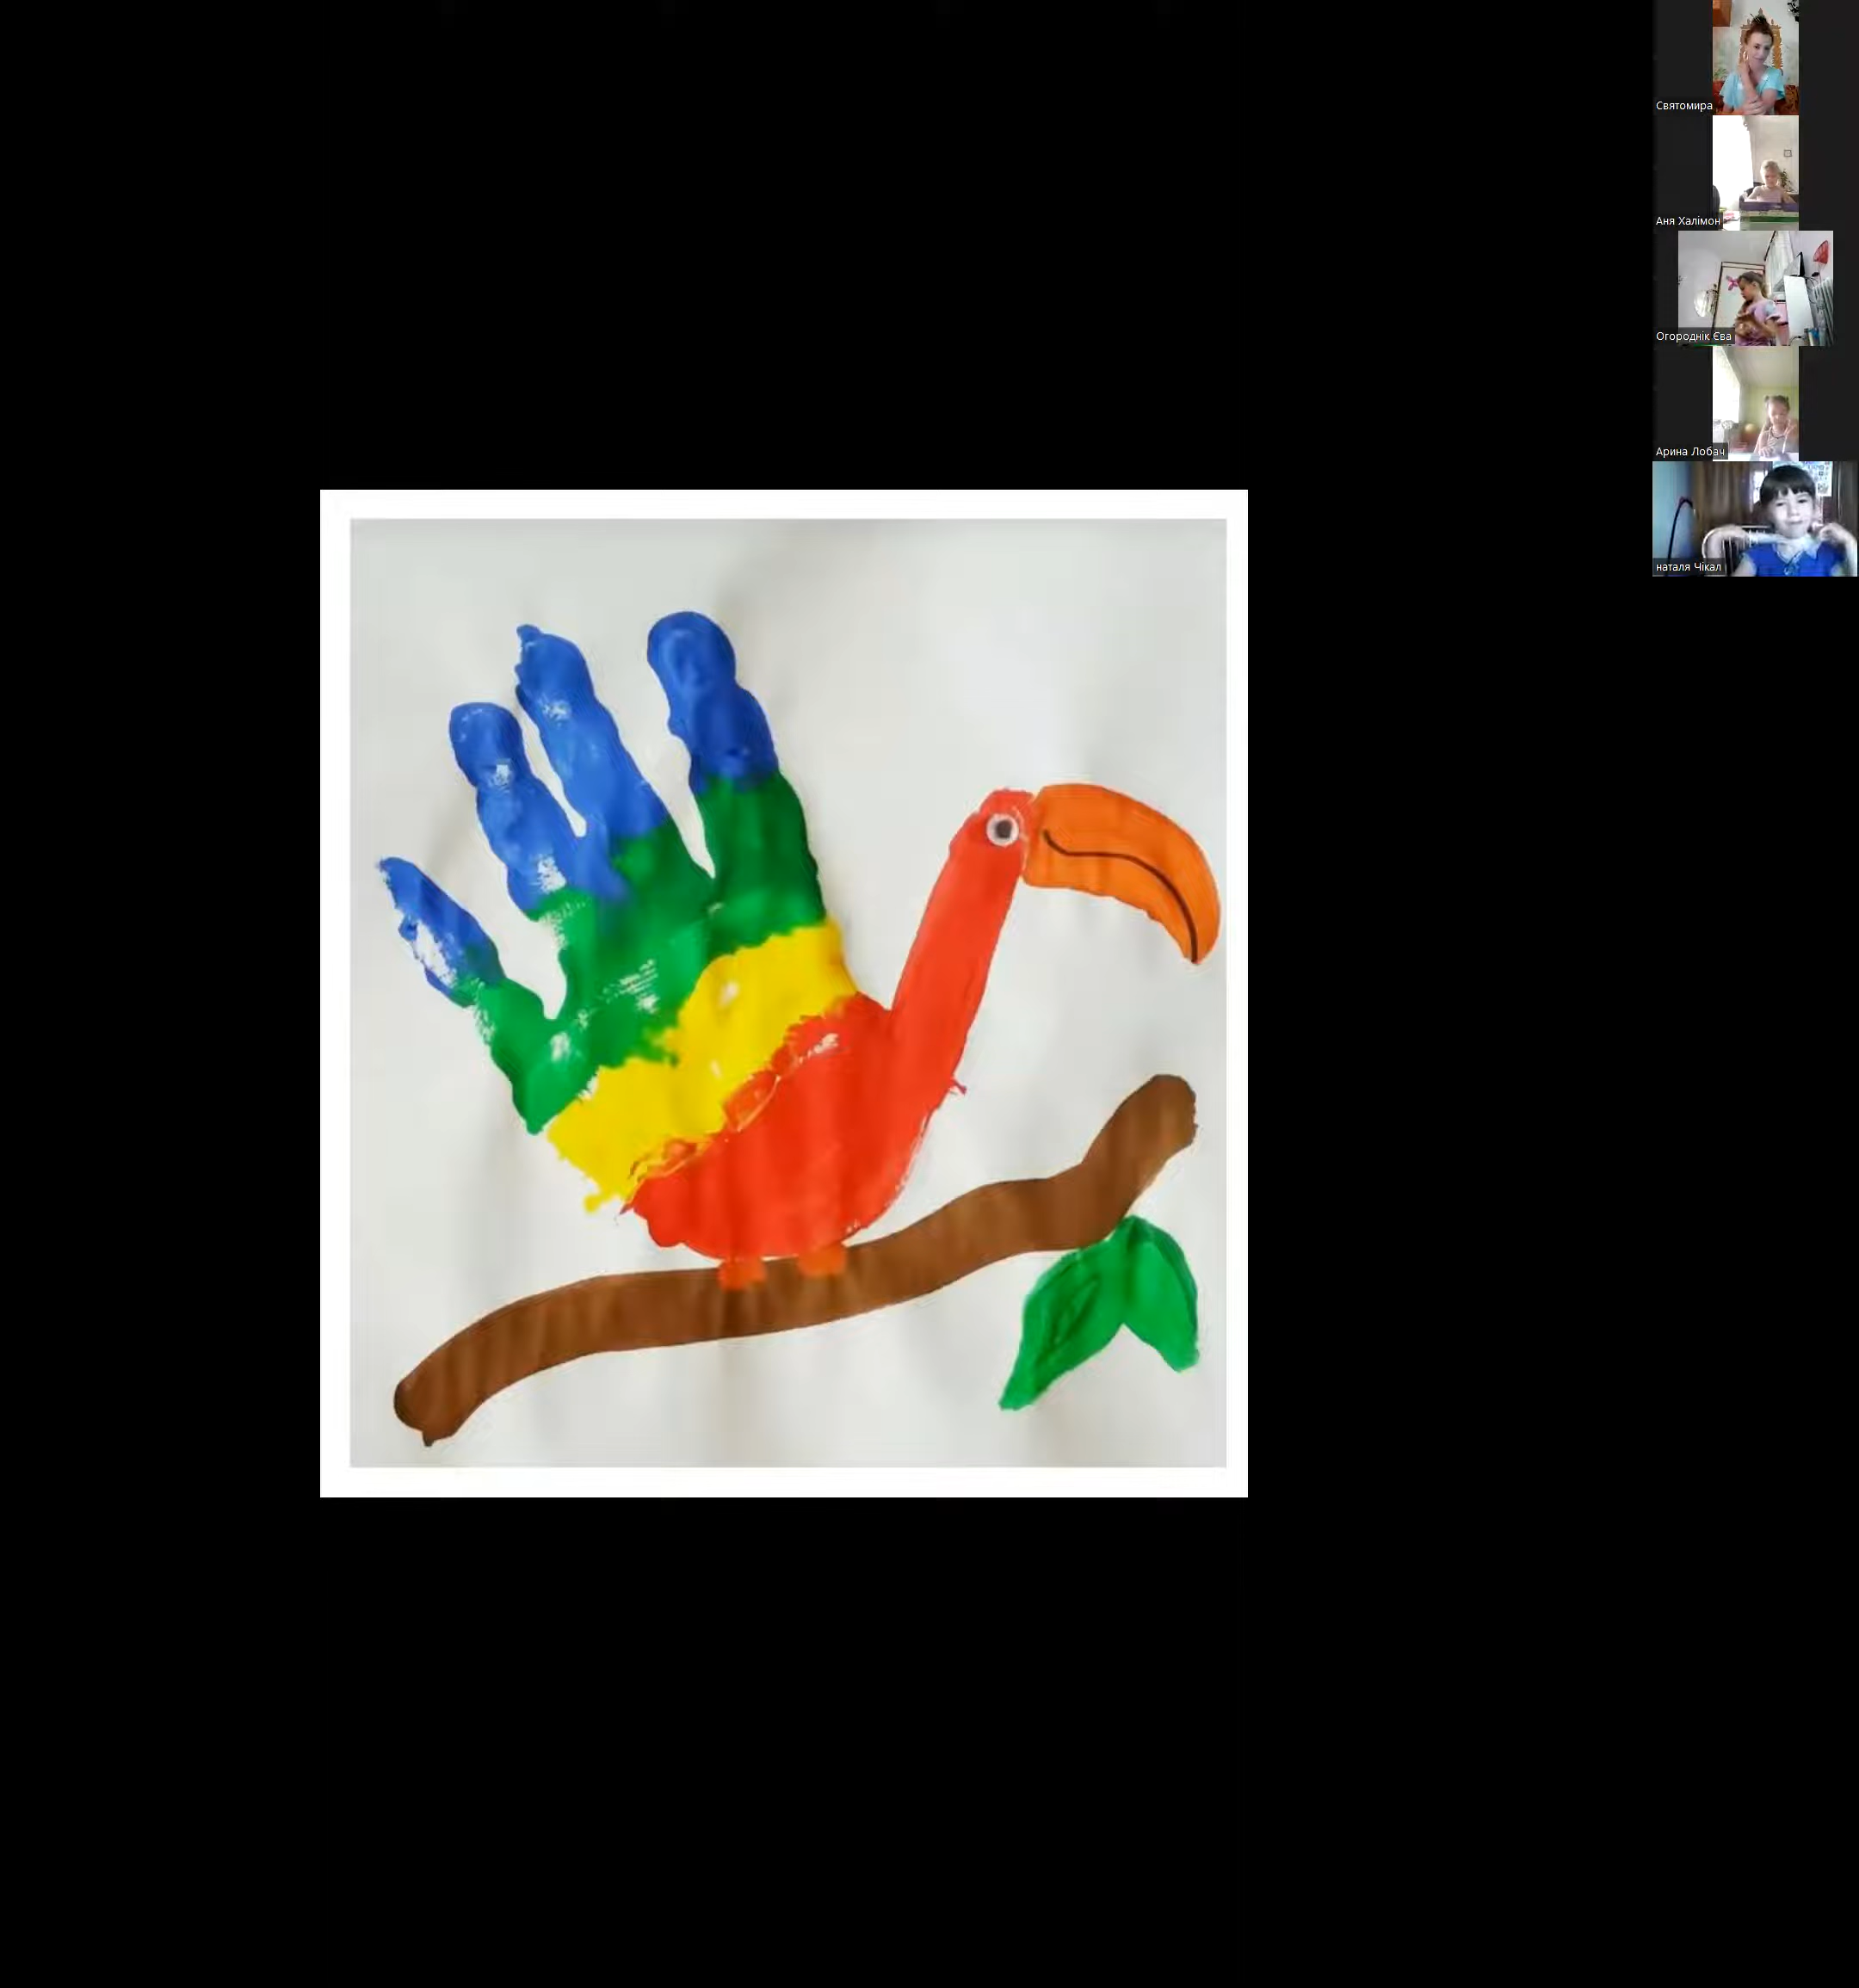 Святомира
Аня Халімон
Огороднік Єва
Арина Лобач
наталя Чікал